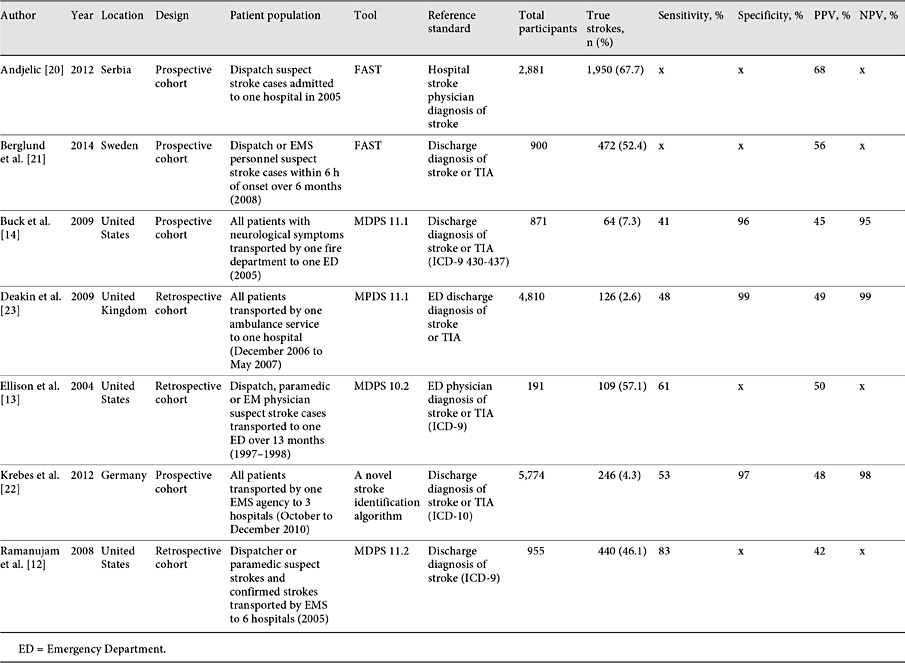 Author Year Location Design Patient population Tool Reference standard Total participants True strokes, n (%) Sensitivity, % Specificity, % PPV, % NPV, %
Andjelic [20] 2012 Serbia Prospective cohort Dispatch suspect stroke cases admitted to one hospital in 2005 FAST Hospital stroke physician diagnosis of stroke 2,881 1,950 (67.7) x x 68 x
Berglund et al. [21] 2014 Sweden Prospective cohort Dispatch or EMS personnel suspect stroke cases within 6 h of onset over 6 months (2008) FAST Discharge diagnosis of stroke or TIA 900 472 (52.4) x x 56 x
Buck et al. [14] 2009 United States Prospective cohort All patients with neurological symptoms transported by one fire department to one ED (2005) MDPS 11.1 Discharge diagnosis of stroke or TIA (ICD-9 430-437) 871 64 (7.3) 41 96 45 95
Deakin et al. [23] 2009 United Kingdom Retrospective cohort All patients transported by one ambulance service to one hospital (December 2006 to May 2007) MPDS 11.1 ED discharge diagnosis of stroke or TIA 4,810 126 (2.6) 48 99 49 99
Ellison et al. [13] 2004 United States Retrospective cohort Dispatch, paramedic or EM physician suspect stroke cases transported to one ED over 13 months (1997–1998) MDPS 10.2 ED physician diagnosis of stroke or TIA (ICD-9) 191 109 (57.1) 61 x 50 x
Krebes et al. [22] 2012 Germany Prospective cohort All patients transported by one EMS agency to 3 hospitals (October to December 2010) A novel stroke identification algorithm Discharge diagnosis of stroke or TIA (ICD-10) 5,774 246 (4.3) 53 97 48 98
Ramanujam et al. [12] 2008 United States Retrospective cohort Dispatcher or paramedic suspect strokes and confirmed strokes transported by EMS to 6 hospitals (2005) MDPS 11.2 Discharge diagnosis of stroke (ICD-9) 955 440 (46.1) 83 x 42 x
ED = Emergency Department.